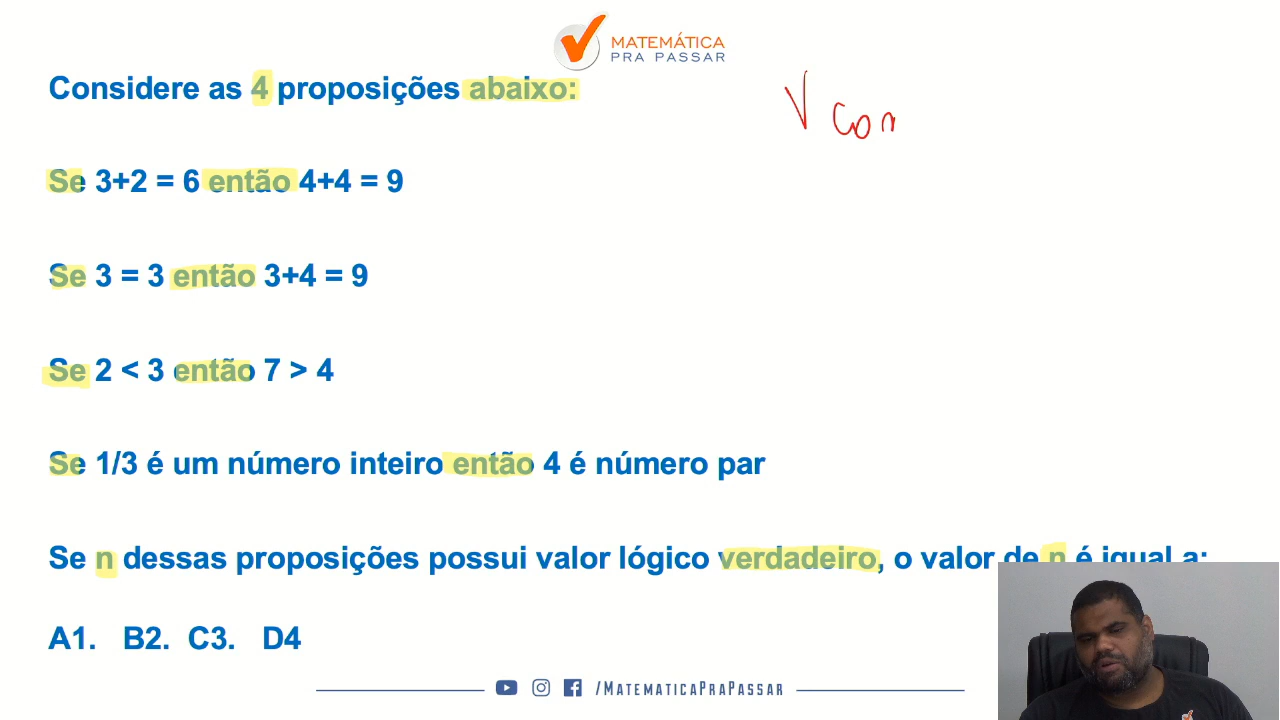 MATEMÁTICA
PRA PASSAR
Considere as 4 proposições abaixo:
V con
Se 3+2 = 6 então 4+4 = 9
Se 3 = 3 então 3+4 = 9
Se 2 < 3 então 7 > 4
Se 1/3 é um número inteiro então 4 é número par
Se n dessas proposições possui valor lógico verdadeiro, o valor de n é igual a:
A1. B2. C3. D4
/MATEMATICAPRAPASSAR